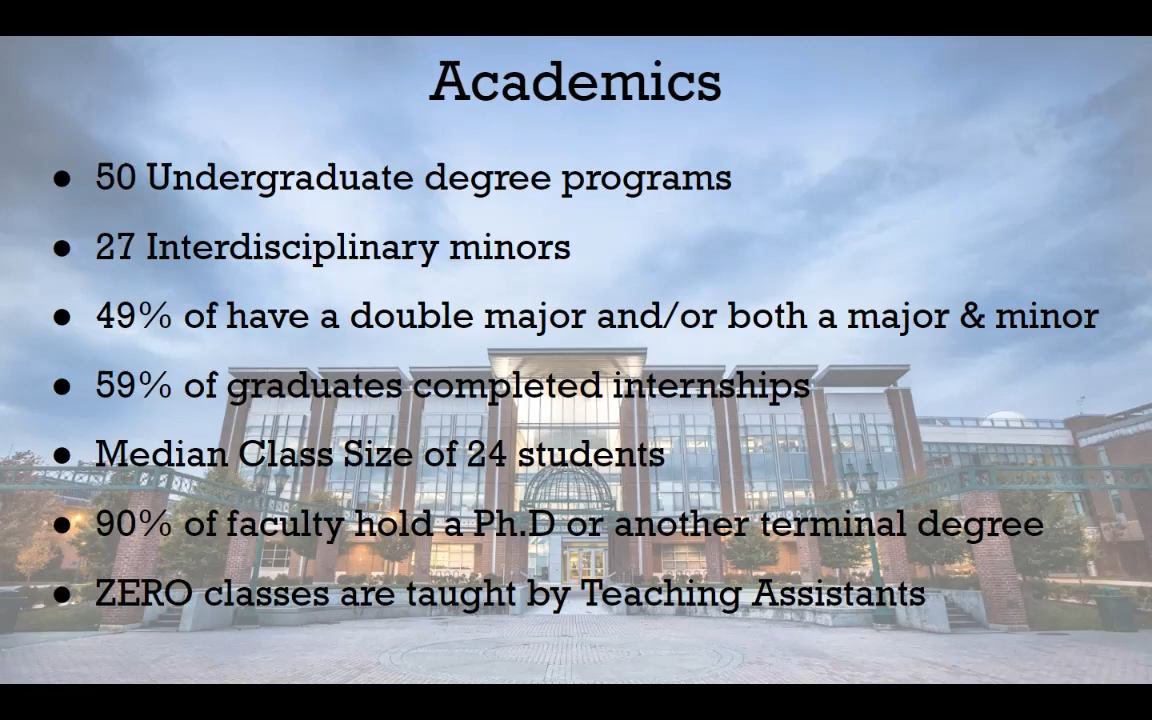 Academics
● 50 Undergraduate degree programs
● 27 Interdisciplinary minors
● 49% of have a double major and/or both a major & minor
● 59% of graduates completed internships
● Median Class Size of 24 students
● 90% of faculty hold a Ph.D or another terminal degree
● ZERO classes are taught by Teaching Assistants